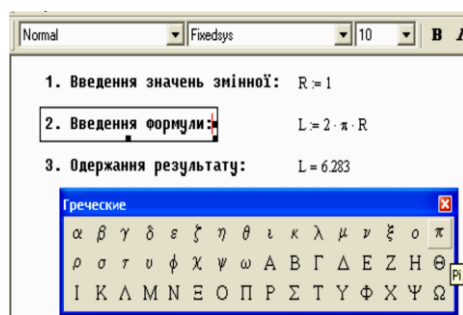 Normal Fixedsys 10 B I
1. Введення значень змінної: R := 1
2. Введення формули: L := 2 · π · R
3. Одержання результату: L = 6.283
Греческие
α β γ δ ε ζ η θ ι κ λ μ ν ξ ο π
ρ σ τ υ φ χ ψ ω Α Β Γ Δ Ε Ζ Η Θ
Pi
Ι Κ Λ Μ Ν Ξ Ο Π Ρ Σ Τ Υ Φ Χ Ψ Ω